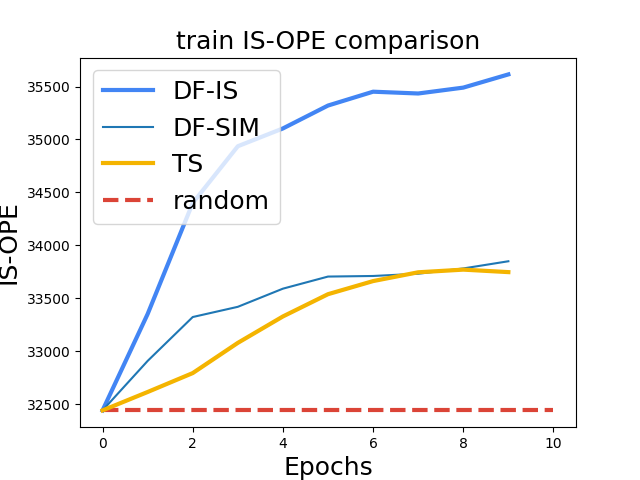 train IS-OPE comparison
DF-IS
DF-SIM
TS
random
IS-OPE
35500
35000
34500
34000
33500
33000
32500
0 2 4 6 8 10
Epochs